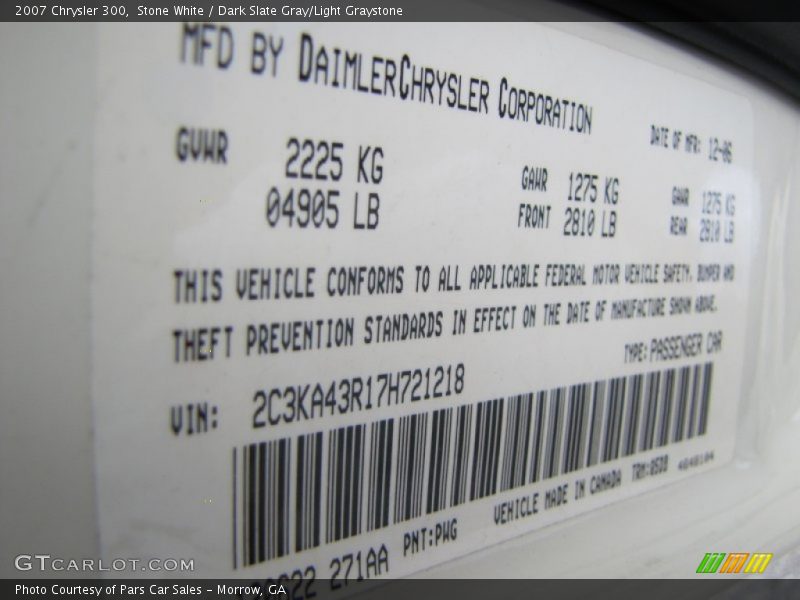 2007 Chrysler 300, Stone White / Dark Slate Gray/Light Graystone
MFD BY DAIMLERCHRYSLER CORPORATION
DATE OF MFR: 12-06
GVWR 2225 KG GAWR 1275 KG GAWR 1275 KG
04905 LB FRONT 2810 LB REAR 2810 LB
THIS VEHICLE CONFORMS TO ALL APPLICABLE FEDERAL MOTOR VEHICLE SAFETY, BUMPER AND
THEFT PREVENTION STANDARDS IN EFFECT ON THE DATE OF MANUFACTURE SHOWN ABOVE.
TYPE: PASSENGER CAR
VIN: 2C3KA43R17H721218
VEHICLE MADE IN CANADA
271AA PNT:PWG
GTCARLOT.COM
Photo Courtesy of Pars Car Sales - Morrow, GA